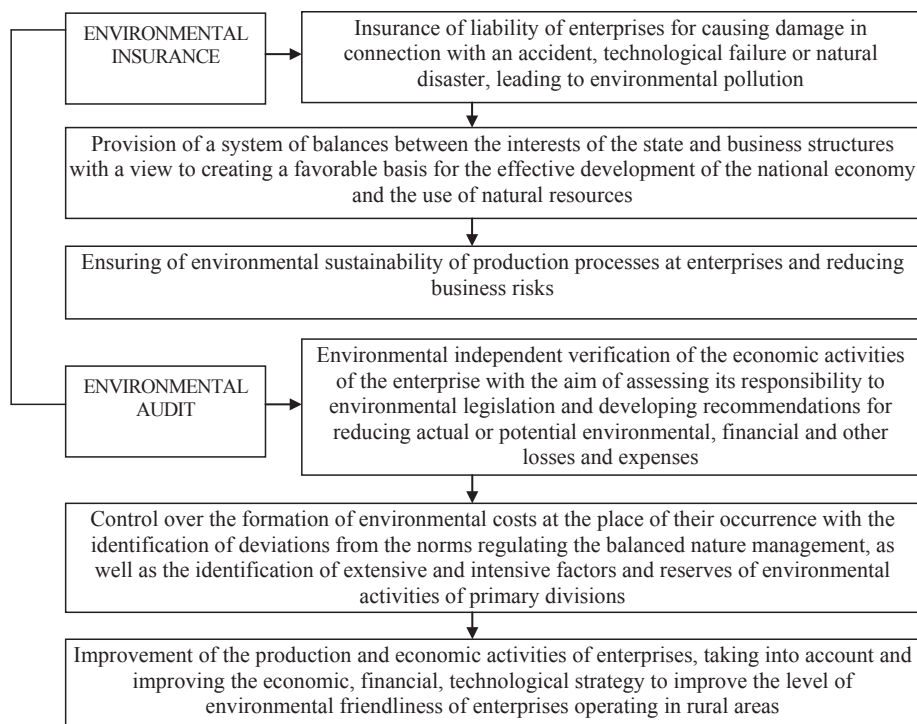 ENVIRONMENTAL
INSURANCE
Insurance of liability of enterprises for causing damage in
connection with an accident, technological failure or natural
disaster, leading to environmental pollution
Provision of a system of balances between the interests of the state and business structures
with a view to creating a favorable basis for the effective development of the national economy
and the use of natural resources
Ensuring of environmental sustainability of production processes at enterprises and reducing
business risks
ENVIRONMENTAL
AUDIT
Environmental independent verification of the economic activities
of the enterprise with the aim of assessing its responsibility to
environmental legislation and developing recommendations for
reducing actual or potential environmental, financial and other
losses and expenses
Control over the formation of environmental costs at the place of their occurrence with the
identification of deviations from the norms regulating the balanced nature management, as
well as the identification of extensive and intensive factors and reserves of environmental
activities of primary divisions
Improvement of the production and economic activities of enterprises, taking into account and
improving the economic, financial, technological strategy to improve the level of
environmental friendliness of enterprises operating in rural areas